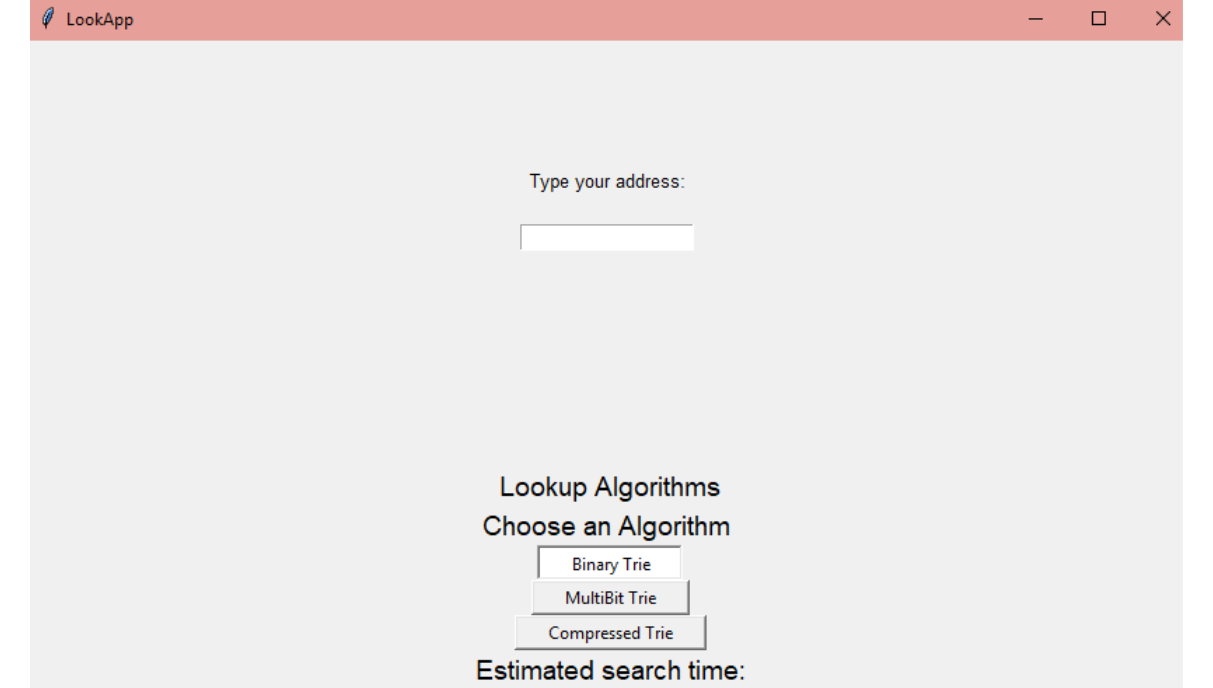 LookApp
Type your address:
Lookup Algorithms
Choose an Algorithm
Binary Trie
MultiBit Trie
Compressed Trie
Estimated search time: